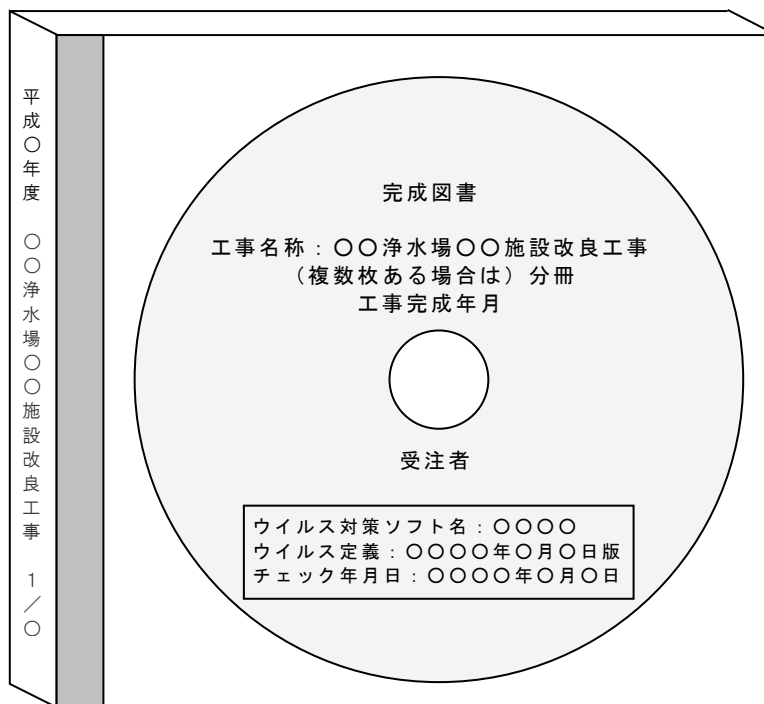 平成〇年度　〇〇浄水場〇〇施設改良工事　1／〇
完成図書
工事名称：〇〇浄水場〇〇施設改良工事
（複数枚ある場合は）分冊
工事完成年月
受注者
ウイルス対策ソフト名：〇〇〇〇
ウイルス定義：〇〇〇〇年〇月〇日版
チェック年月日：〇〇〇〇年〇月〇日